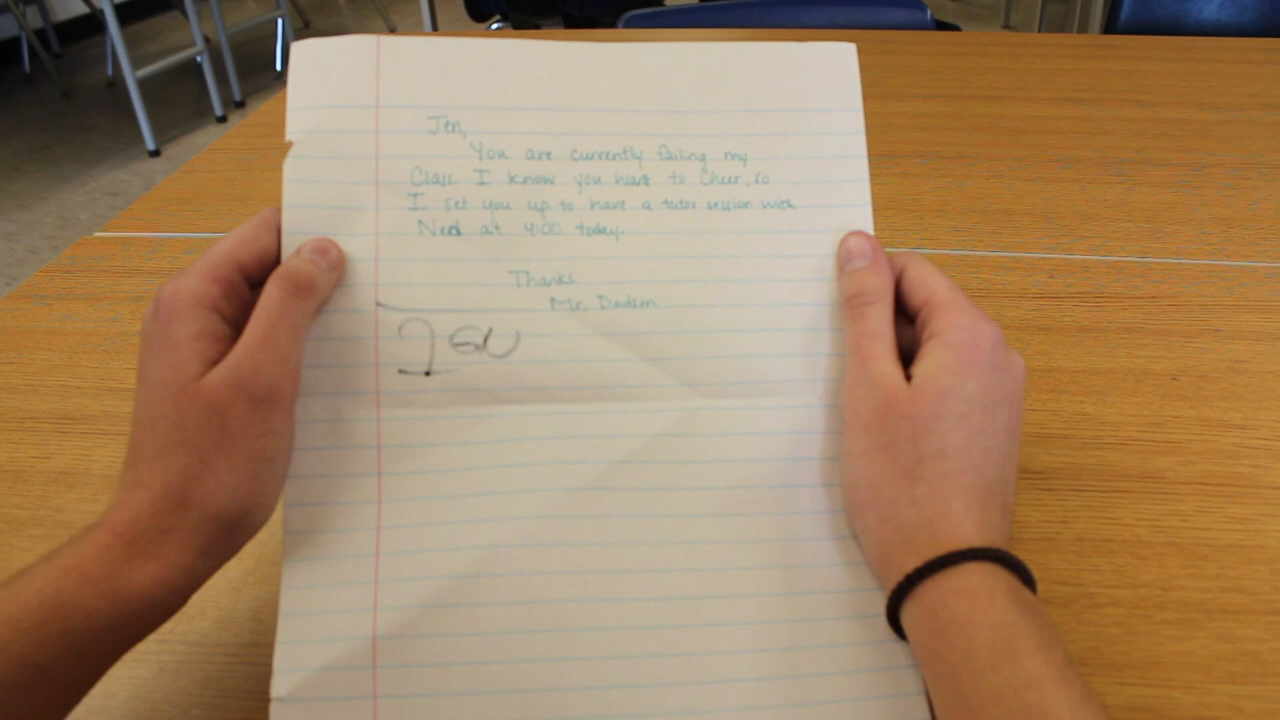 Jen,
You are currently failing my
Class. I know you want to Cheer, so
I set you up to have a tutor session with
Ned at 4:00 today.
Thanks
Mr. Dodson
Jen